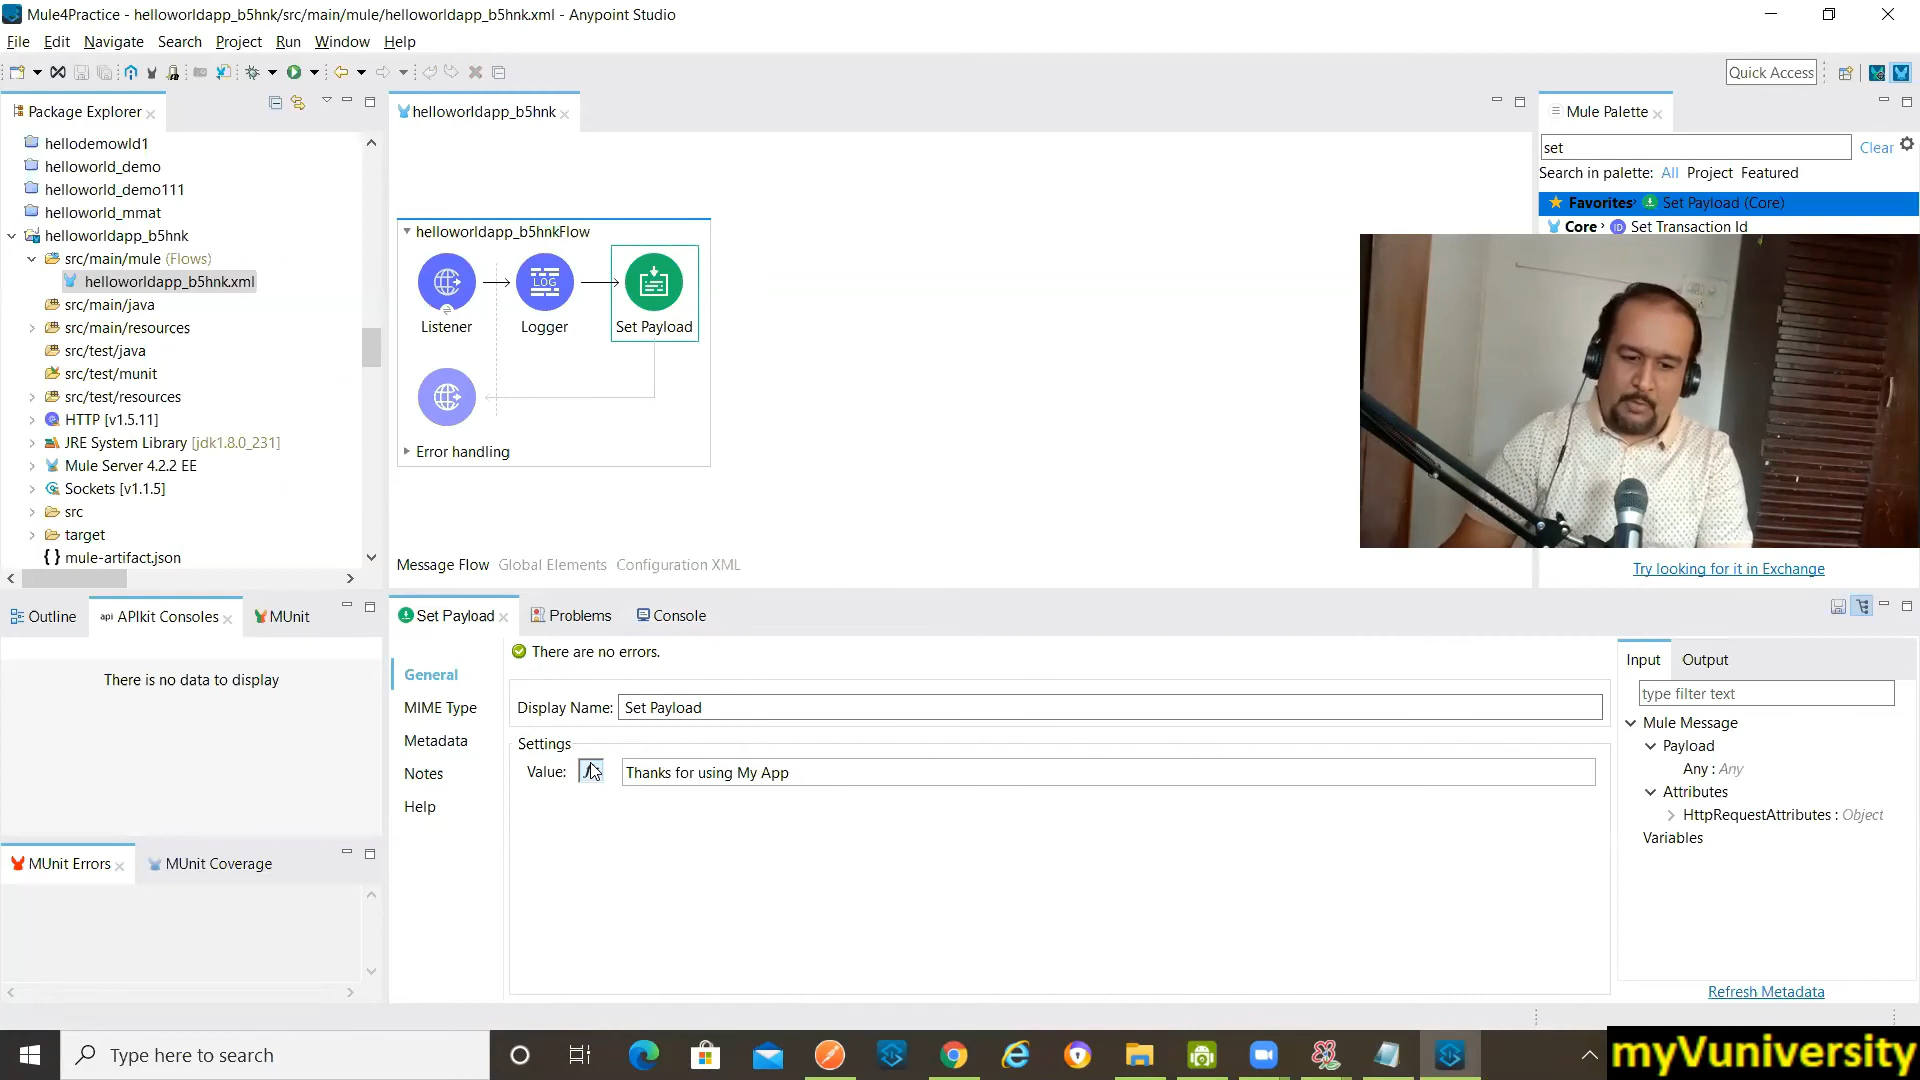 Mule4Practice - helloworldapp_b5hnk/src/main/mule/helloworldapp_b5hnk.xml - Anypoint Studio
File Edit Navigate Search Project Run Window Help
Quick Access
Package Explorer
hellodemowld1
helloworld_demo
helloworld_demo111
helloworld_mmat
helloworldapp_b5hnk
src/main/mule (Flows)
helloworldapp_b5hnk.xml
src/main/java
src/main/resources
src/test/java
src/test/munit
src/test/resources
HTTP [v1.5.11]
JRE System Library [jdk1.8.0_231]
Mule Server 4.2.2 EE
Sockets [v1.1.5]
src
target
mule-artifact.json
helloworldapp_b5hnk
helloworldapp_b5hnkFlow
LOG
Listener Logger Set Payload
Error handling
Message Flow Global Elements Configuration XML
Mule Palette
set
Clear
Search in palette: All Project Featured
Favorites Set Payload (Core)
Core ID Set Transaction Id
Try looking for it in Exchange
Outline api APIkit Consoles MUnit
There is no data to display
MUnit Errors MUnit Coverage
Set Payload Problems Console
There are no errors.
General
MIME Type
Metadata
Notes
Help
Display Name: Set Payload
Settings
Value: Thanks for using My App
Input Output
type filter text
Mule Message
Payload
Any : Any
Attributes
HttpRequestAttributes : Object
Variables
Refresh Metadata
Type here to search
myVuniversity